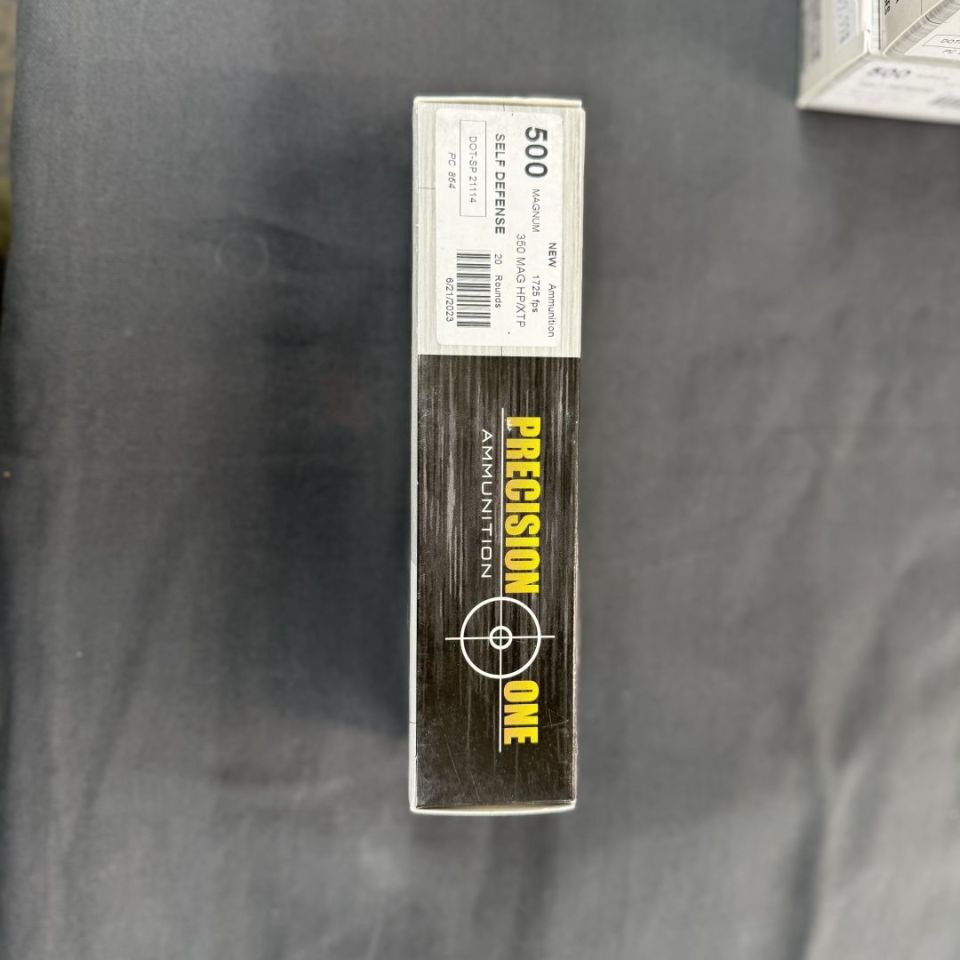 NEW Ammunition
500 MAGNUM 1725 fps
350 MAG HP/XTP
SELF DEFENSE 20 Rounds
DOT-SP 21114
PC 864
6/21/2023
PRECISION ONE
AMMUNITION
500